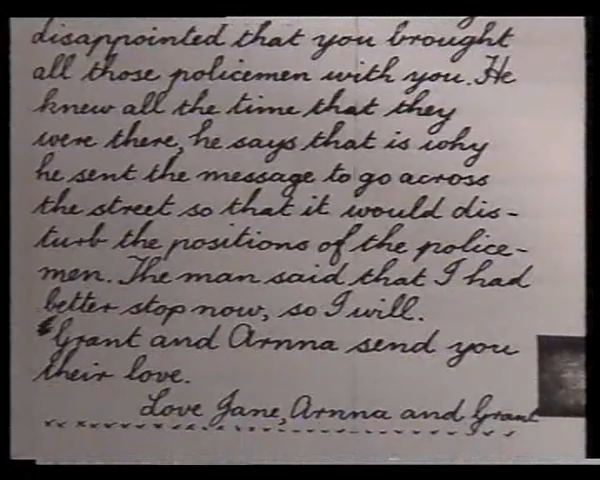 disappointed that you brought
all those policemen with you. He
knew all the time that they
were there, he says that is why
he sent the message to go across
the street so that it would dis-
turb the positions of the police-
men. The man said that I had
better stop now, so I will.
Grant and Arnna send you
their love.
Love Jane, Arnna and Grant